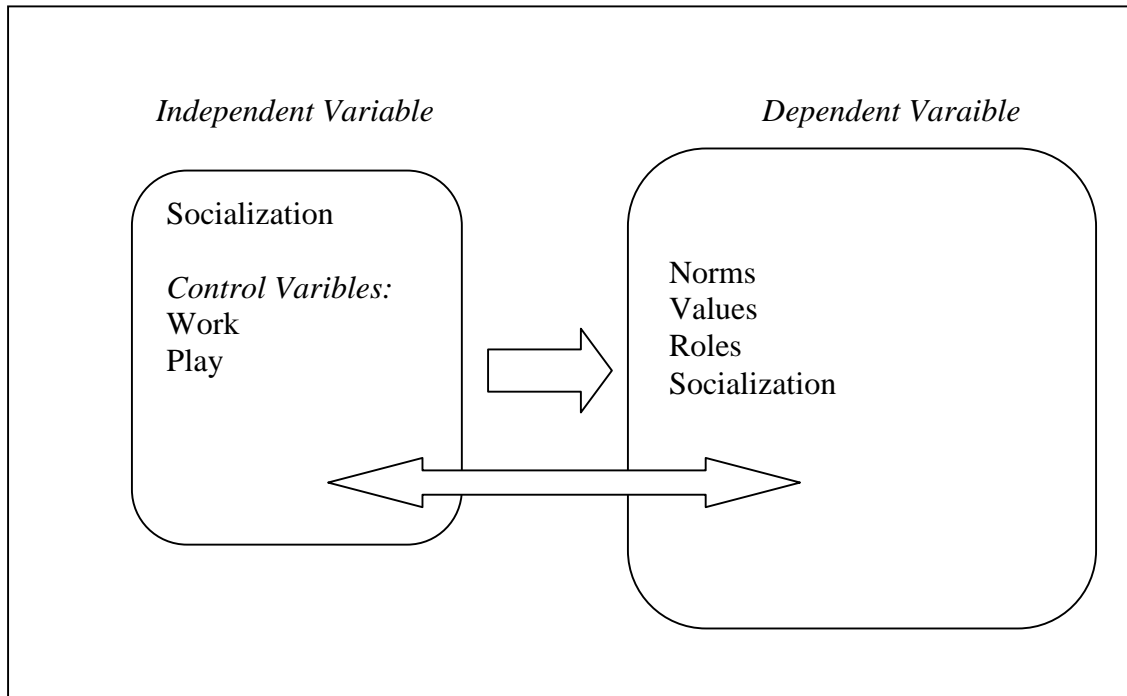 Independent Variable
Dependent Varaible
Socialization
Control Varibles:
Work
Play
Norms
Values
Roles
Socialization